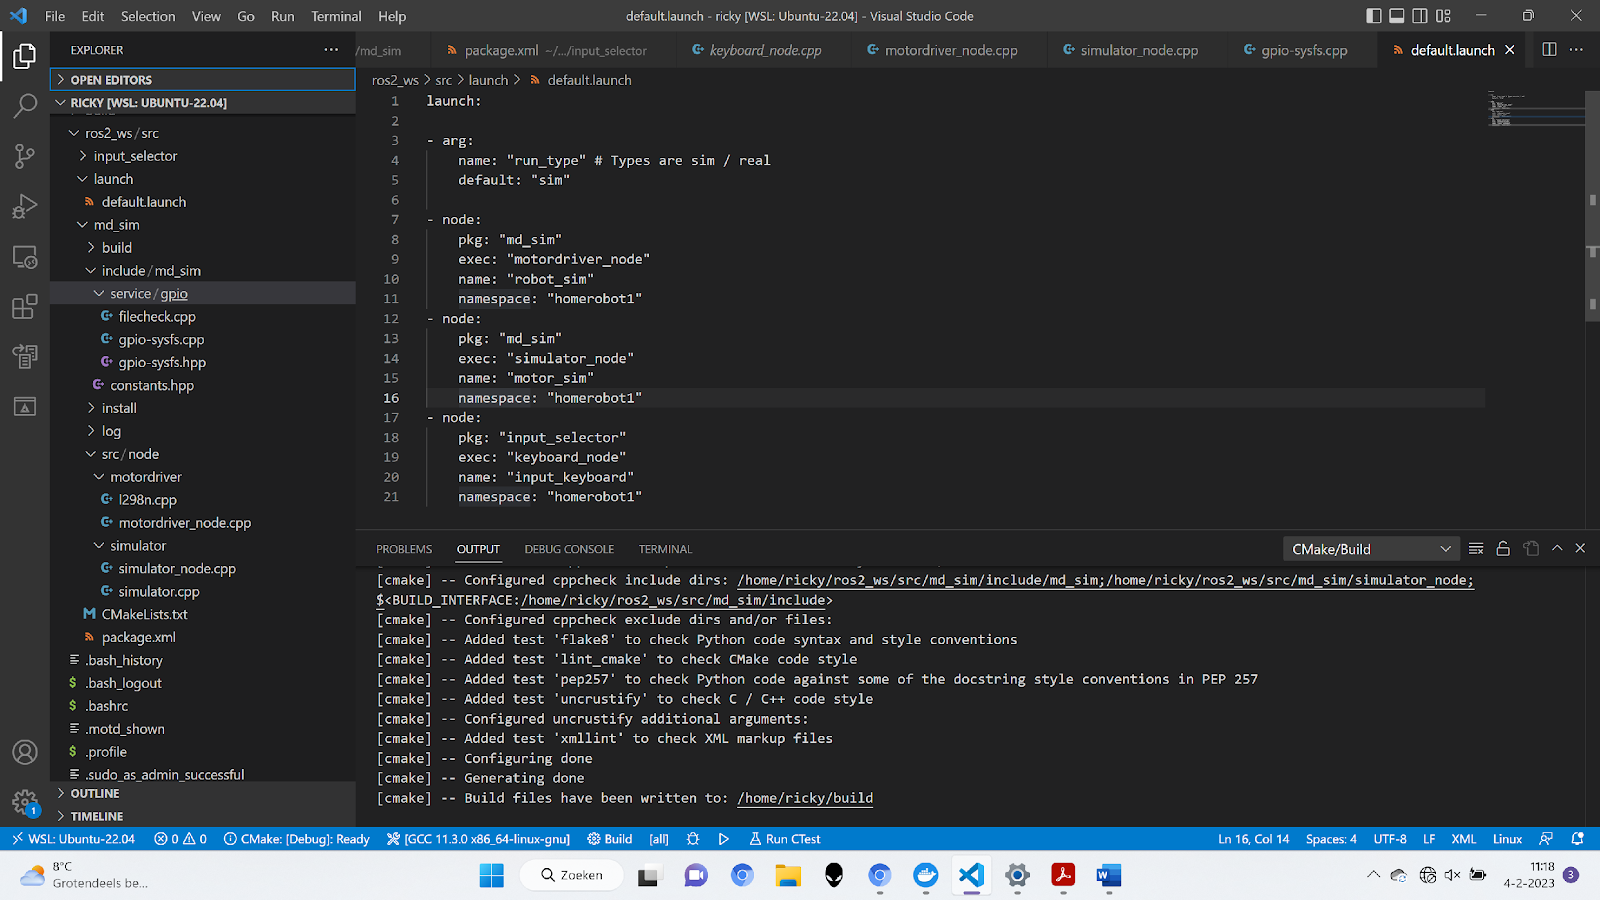 File Edit Selection View Go Run Terminal Help
default.launch - ricky [WSL: Ubuntu-22.04] - Visual Studio Code
EXPLORER
/md_sim
package.xml ~/.../input_selector
keyboard_node.cpp
motordriver_node.cpp
simulator_node.cpp
gpio-sysfs.cpp
default.launch
OPEN EDITORS
RICKY [WSL: UBUNTU-22.04]
ros2_ws/src
input_selector
launch
default.launch
md_sim
build
include/md_sim
service/gpio
filecheck.cpp
gpio-sysfs.cpp
gpio-sysfs.hpp
constants.hpp
install
log
src/node
motordriver
l298n.cpp
motordriver_node.cpp
simulator
simulator_node.cpp
simulator.cpp
CMakeLists.txt
package.xml
.bash_history
.bash_logout
.bashrc
.motd_shown
.profile
.sudo_as_admin_successful
OUTLINE
TIMELINE
ros2_ws > src > launch > default.launch
1 launch:
2
3 - arg:
4 name: "run_type" # Types are sim / real
5 default: "sim"
6
7 - node:
8 pkg: "md_sim"
9 exec: "motordriver_node"
10 name: "robot_sim"
11 namespace: "homerobot1"
12 - node:
13 pkg: "md_sim"
14 exec: "simulator_node"
15 name: "motor_sim"
16 namespace: "homerobot1"
17 - node:
18 pkg: "input_selector"
19 exec: "keyboard_node"
20 name: "input_keyboard"
21 namespace: "homerobot1"
PROBLEMS OUTPUT DEBUG CONSOLE TERMINAL
CMake/Build
[cmake] -- Configured cppcheck include dirs: /home/ricky/ros2_ws/src/md_sim/include/md_sim;/home/ricky/ros2_ws/src/md_sim/simulator_node;
$<BUILD_INTERFACE:/home/ricky/ros2_ws/src/md_sim/include>
[cmake] -- Configured cppcheck exclude dirs and/or files:
[cmake] -- Added test 'flake8' to check Python code syntax and style conventions
[cmake] -- Added test 'lint_cmake' to check CMake code style
[cmake] -- Added test 'pep257' to check Python code against some of the docstring style conventions in PEP 257
[cmake] -- Added test 'uncrustify' to check C / C++ code style
[cmake] -- Configured uncrustify additional arguments:
[cmake] -- Added test 'xmllint' to check XML markup files
[cmake] -- Configuring done
[cmake] -- Generating done
[cmake] -- Build files have been written to: /home/ricky/build
1
WSL: Ubuntu-22.04 0 0 CMake: [Debug]: Ready [GCC 11.3.0 x86_64-linux-gnu] Build [all] Run CTest
Ln 16, Col 14 Spaces: 4 UTF-8 LF XML Linux
8°C
Grotendeels be...
Zoeken
11:18
4-2-2023
3